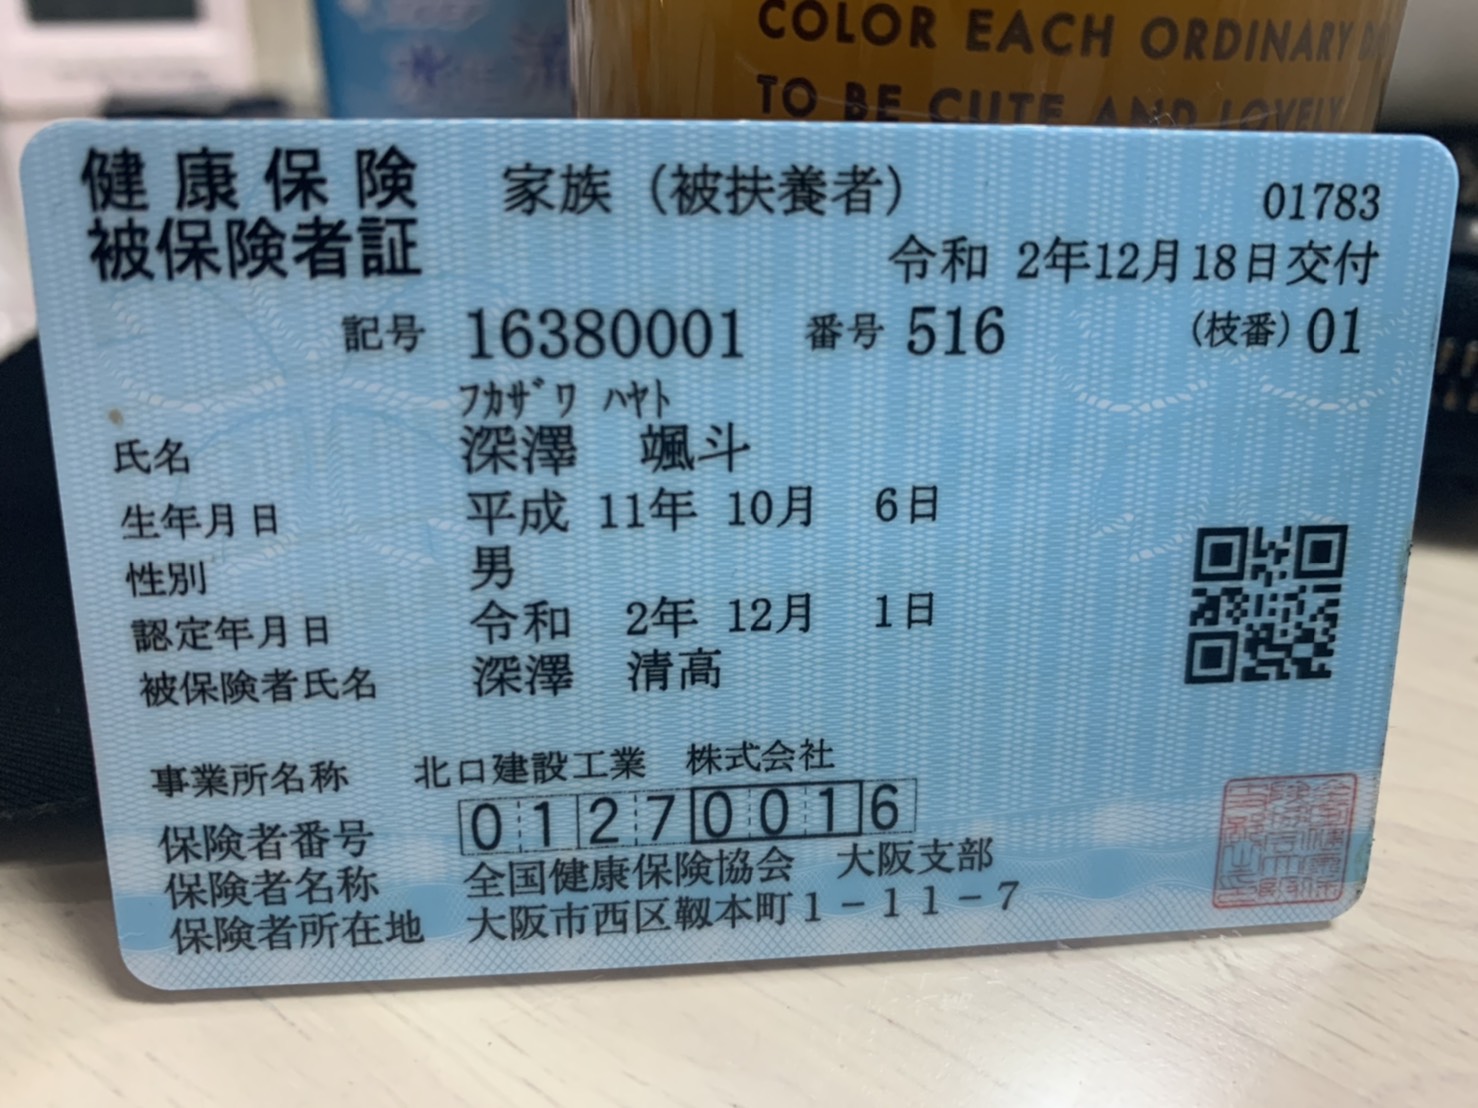 COLOR EACH ORDINARY
TO BE CUTE AND LOVELY
健康保険 家族（被扶養者） 01783
被保険者証 令和 2年12月18日交付
記号 16380001 番号 516 (枝番) 01
ﾌｶｻﾞﾜ ﾊﾔﾄ
氏名 深澤 颯斗
生年月日 平成 11年 10月 6日
性別 男
認定年月日 令和 2年 12月 1日
被保険者氏名 深澤 清高
事業所名称 北口建設工業 株式会社
保険者番号 01270016
保険者名称 全国健康保険協会 大阪支部
保険者所在地 大阪市西区靱本町1－11－7